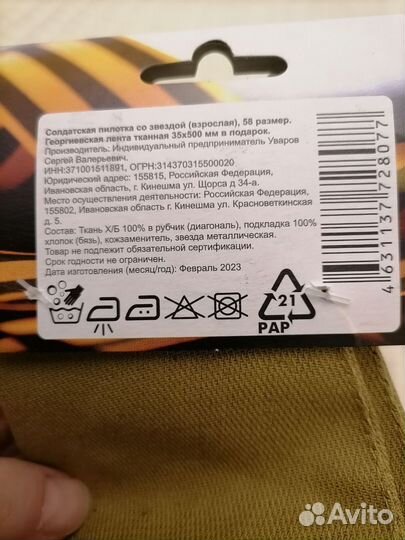 Солдатская пилотка со звездой (взрослая), 58 размер.
Георгиевская лента тканная 35х500 мм в подарок.
Производитель: Индивидуальный предприниматель Уваров
Сергей Валерьевич.
ИНН:371001511891, ОГРН:314370315500020
Юридический адрес: 155815, Российская Федерация,
Ивановская область, г. Кинешма ул. Щорса д 34-а.
Место осуществления деятельности: Российская Федерация,
155802, Ивановская область г. Кинешма ул. Красноветкинская
д. 5.
Состав: Ткань Х/Б 100% в рубчик (диагональ), подкладка 100%
хлопок (бязь), кожзаменитель, звезда металлическая.
Товар не подлежит обязательной сертификации.
Срок годности не ограничен.
Дата изготовления (месяц/год): Февраль 2023
21
PAP
4631137728077
Avito